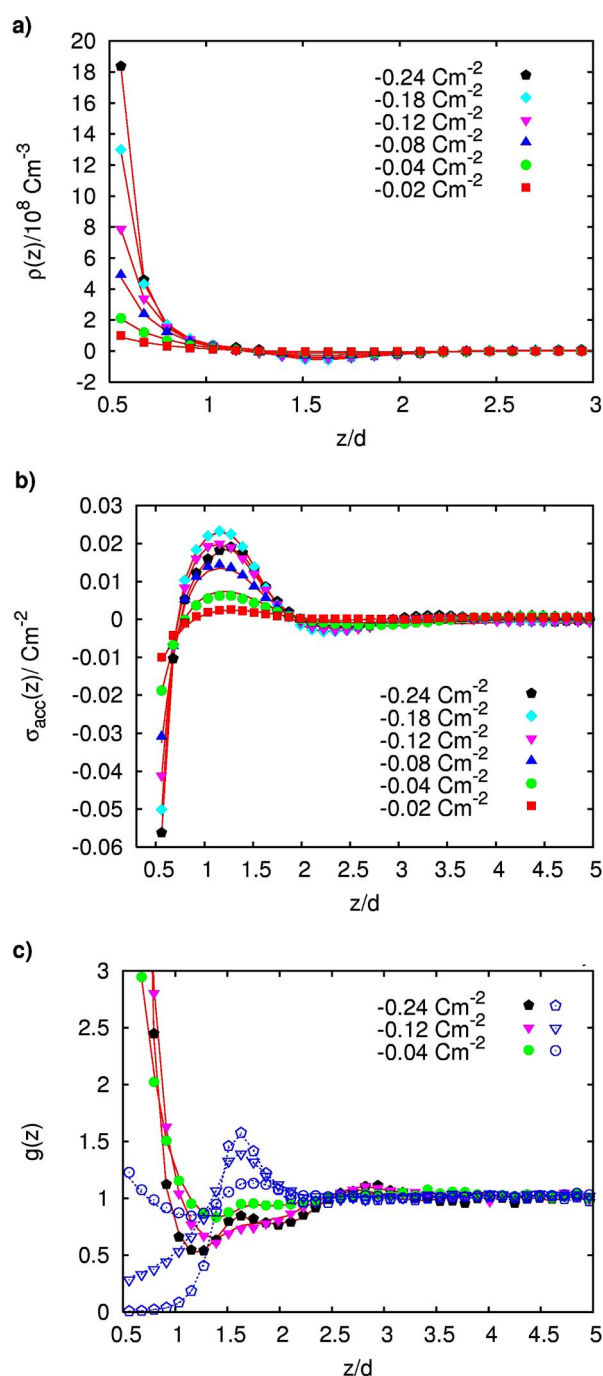 a)
20
18
16
14
12
10
8
6
4
2
0
-2
ρ(z)/10⁸ Cm⁻³
-0.24 Cm⁻²
-0.18 Cm⁻²
-0.12 Cm⁻²
-0.08 Cm⁻²
-0.04 Cm⁻²
-0.02 Cm⁻²
0.5 1 1.5 2 2.5 3
z/d
b)
0.03
0.02
0.01
0
-0.01
-0.02
-0.03
-0.04
-0.05
-0.06
σacc(z)/ Cm⁻²
-0.24 Cm⁻²
-0.18 Cm⁻²
-0.12 Cm⁻²
-0.08 Cm⁻²
-0.04 Cm⁻²
-0.02 Cm⁻²
0.5 1 1.5 2 2.5 3 3.5 4 4.5 5
z/d
c)
3
2.5
2
1.5
1
0.5
0
g(z)
-0.24 Cm⁻²
-0.12 Cm⁻²
-0.04 Cm⁻²
0.5 1 1.5 2 2.5 3 3.5 4 4.5 5
z/d